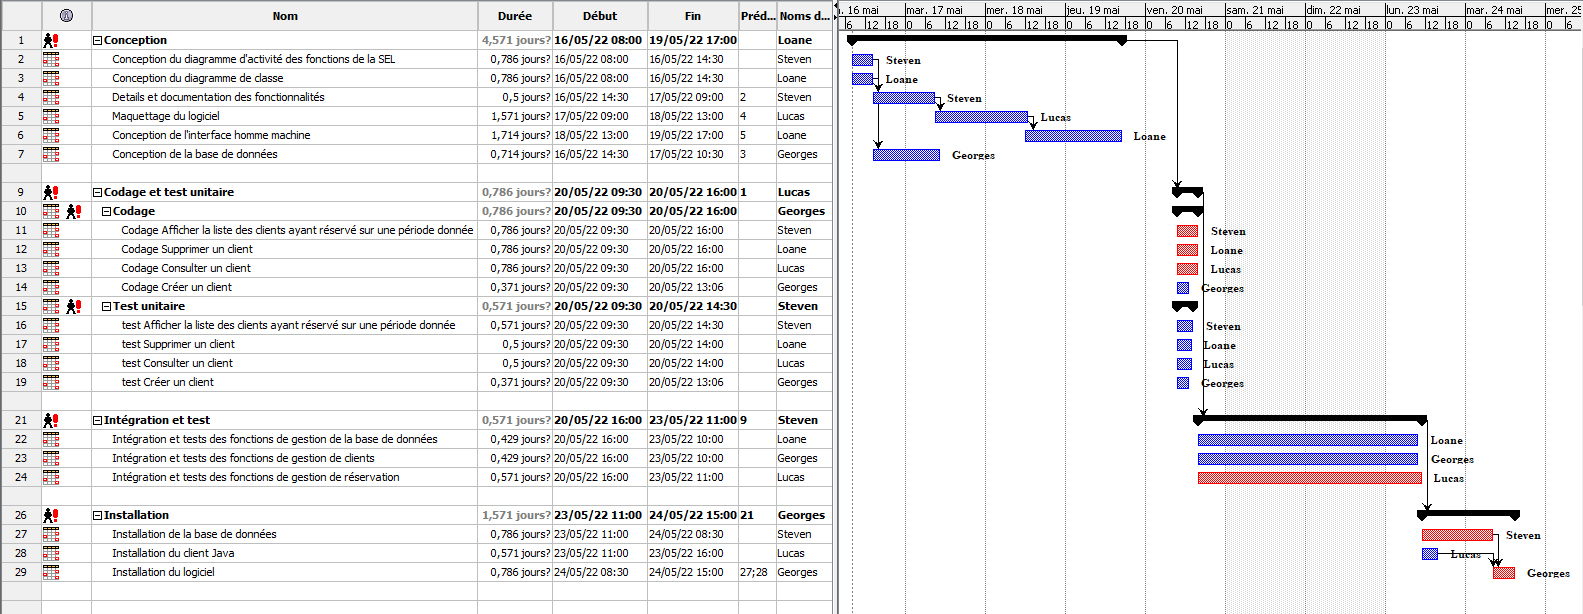 Nom Durée Début Fin Préd... Noms d...
. 16 mai mar. 17 mai mer. 18 mai jeu. 19 mai ven. 20 mai sam. 21 mai dim. 22 mai lun. 23 mai mar. 24 mai mer. 25
6 12 18 0 6 12 18 0 6 12 18 0 6 12 18 0 6 12 18 0 6 12 18 0 6 12 18 0 6 12 18 0 6 12 18 0 6
1 Conception 4,571 jours? 16/05/22 08:00 19/05/22 17:00 Loane
2 Conception du diagramme d'activité des fonctions de la SEL 0,786 jours? 16/05/22 08:00 16/05/22 14:30 Steven Steven
3 Conception du diagramme de classe 0,786 jours? 16/05/22 08:00 16/05/22 14:30 Loane Loane
4 Details et documentation des fonctionnalités 0,5 jours? 16/05/22 14:30 17/05/22 09:00 2 Steven Steven
5 Maquettage du logiciel 1,571 jours? 17/05/22 09:00 18/05/22 13:00 4 Lucas Lucas
6 Conception de l'interface homme machine 1,714 jours? 18/05/22 13:00 19/05/22 17:00 5 Loane Loane
7 Conception de la base de données 0,714 jours? 16/05/22 14:30 17/05/22 10:30 3 Georges Georges
9 Codage et test unitaire 0,786 jours? 20/05/22 09:30 20/05/22 16:00 1 Lucas
10 Codage 0,786 jours? 20/05/22 09:30 20/05/22 16:00 Georges
11 Codage Afficher la liste des clients ayant réservé sur une période donnée 0,786 jours? 20/05/22 09:30 20/05/22 16:00 Steven Steven
12 Codage Supprimer un client 0,786 jours? 20/05/22 09:30 20/05/22 16:00 Loane Loane
13 Codage Consulter un client 0,786 jours? 20/05/22 09:30 20/05/22 16:00 Lucas Lucas
14 Codage Créer un client 0,371 jours? 20/05/22 09:30 20/05/22 13:06 Georges Georges
15 Test unitaire 0,571 jours? 20/05/22 09:30 20/05/22 14:30 Steven
16 test Afficher la liste des clients ayant réservé sur une période donnée 0,571 jours? 20/05/22 09:30 20/05/22 14:30 Steven Steven
17 test Supprimer un client 0,5 jours? 20/05/22 09:30 20/05/22 14:00 Loane Loane
18 test Consulter un client 0,5 jours? 20/05/22 09:30 20/05/22 14:00 Lucas Lucas
19 test Créer un client 0,371 jours? 20/05/22 09:30 20/05/22 13:06 Georges Georges
21 Intégration et test 0,571 jours? 20/05/22 16:00 23/05/22 11:00 9 Steven
22 Intégration et tests des fonctions de gestion de la base de données 0,429 jours? 20/05/22 16:00 23/05/22 10:00 Loane Loane
23 Intégration et tests des fonctions de gestion de clients 0,429 jours? 20/05/22 16:00 23/05/22 10:00 Georges Georges
24 Intégration et tests des fonctions de gestion de réservation 0,571 jours? 20/05/22 16:00 23/05/22 11:00 Lucas Lucas
26 Installation 1,571 jours? 23/05/22 11:00 24/05/22 15:00 21 Georges
27 Installation de la base de données 0,786 jours? 23/05/22 11:00 24/05/22 08:30 Steven Steven
28 Installation du client Java 0,571 jours? 23/05/22 11:00 23/05/22 16:00 Lucas Lucas
29 Installation du logiciel 0,786 jours? 24/05/22 08:30 24/05/22 15:00 27;28 Georges Georges